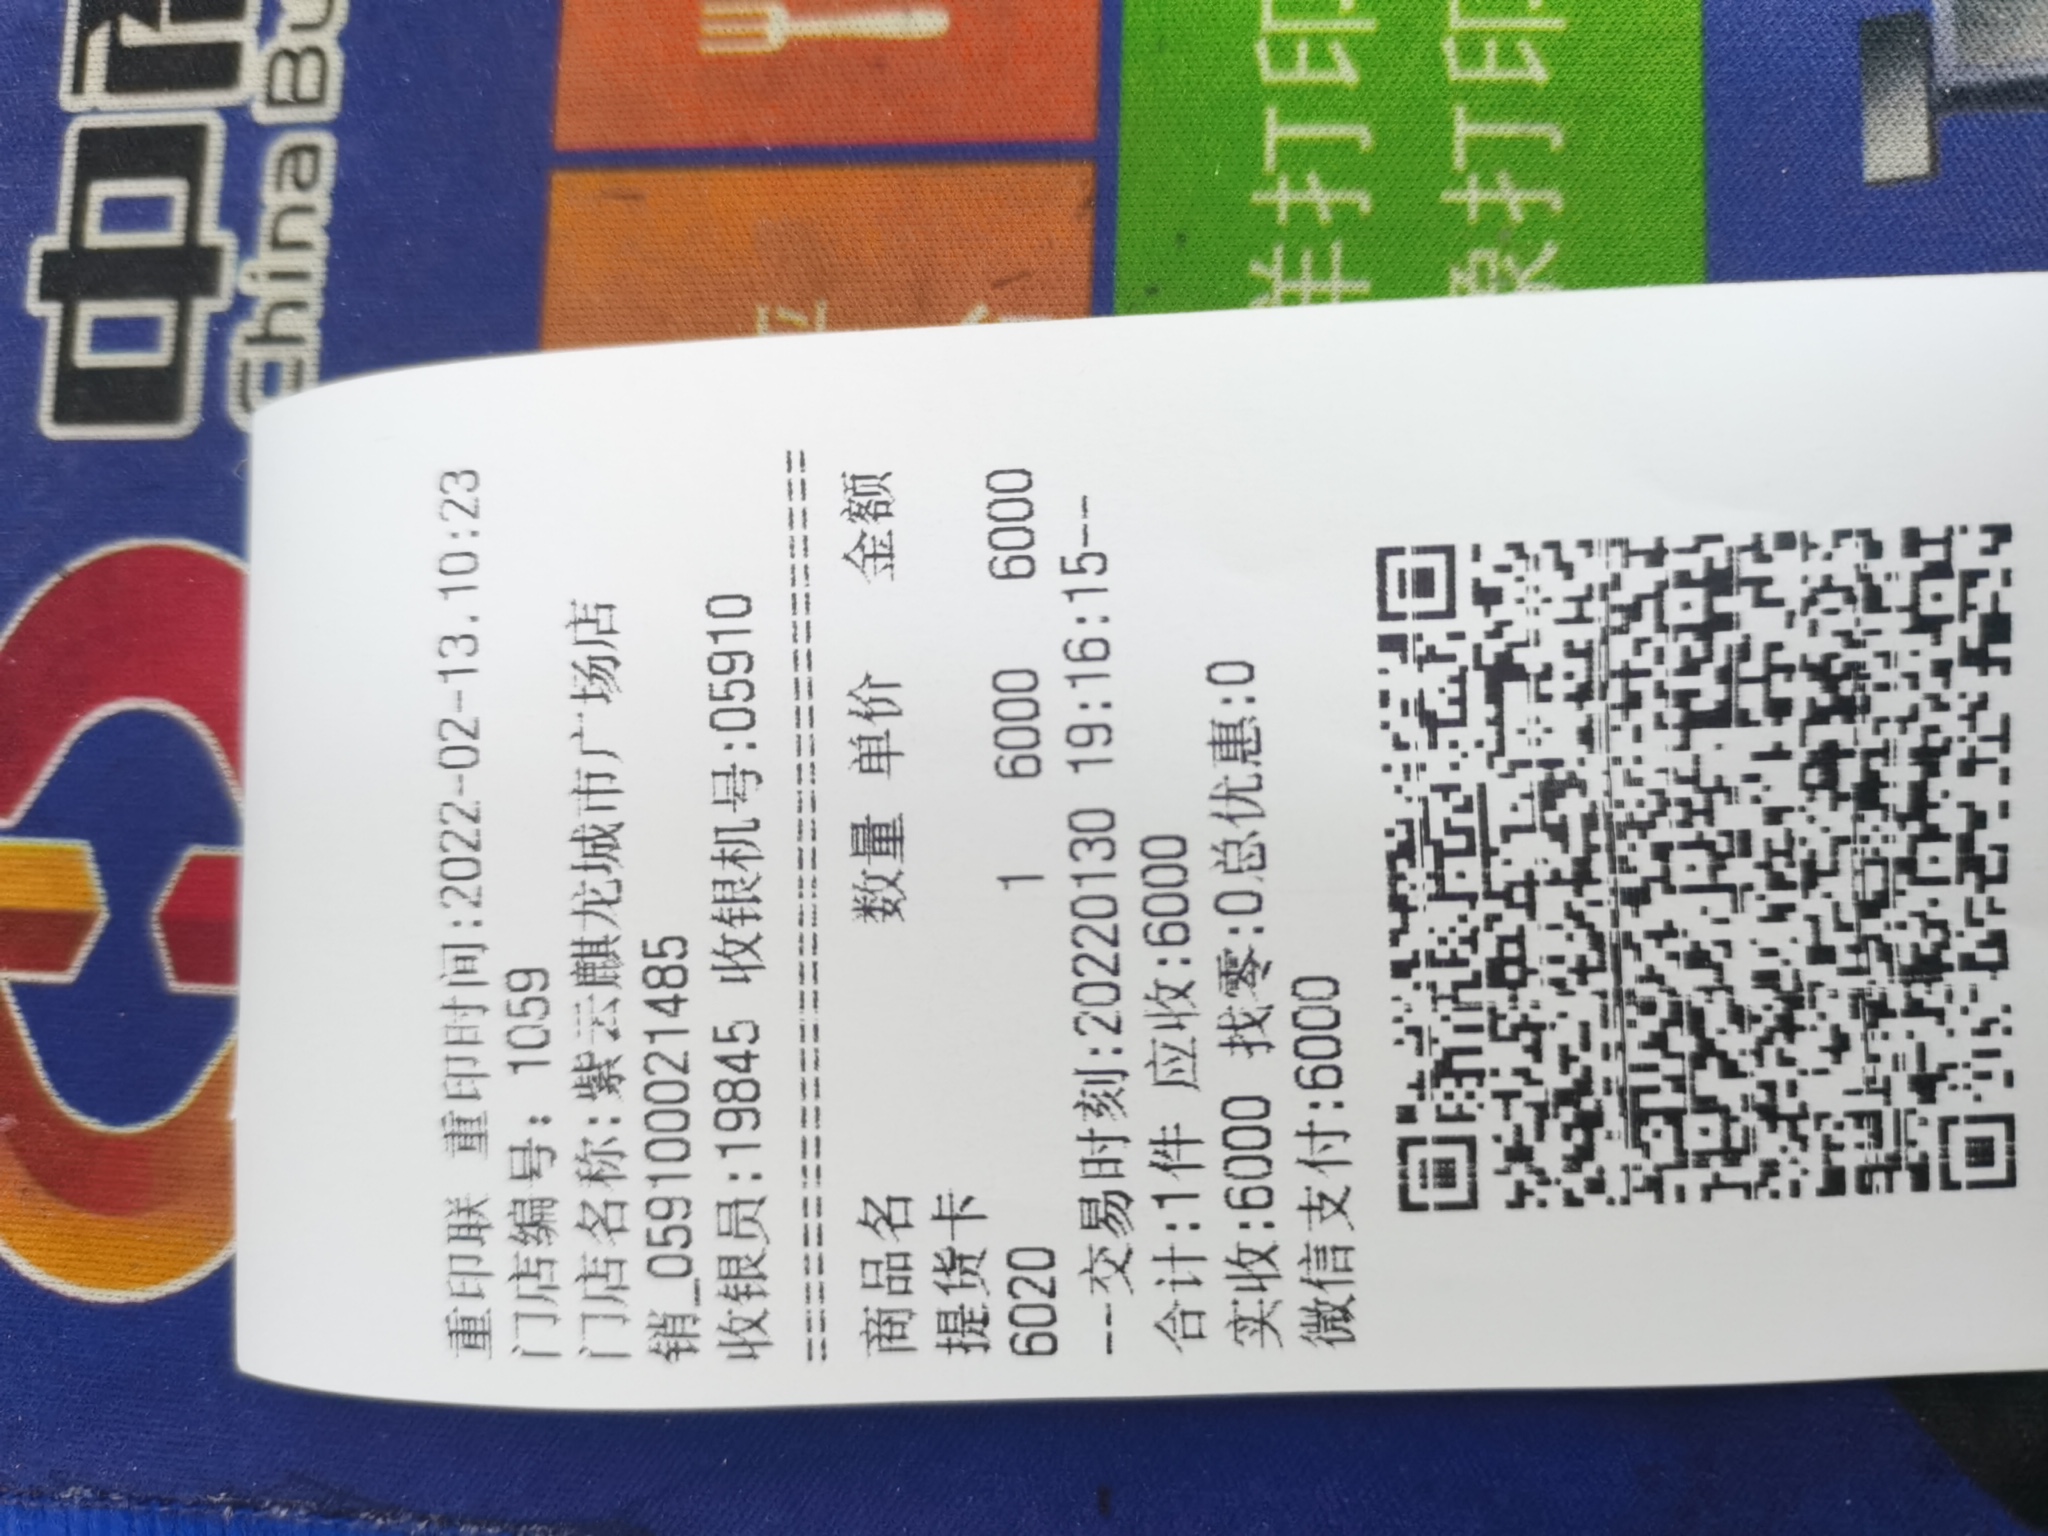 重印联 重印时间:2022-02-13.10:23
门店编号: 1059
门店名称:紫云麒龙城市广场店
销_0591000021485
收银员:19845 收银机号:05910
==========================================
商品名 数量 单价 金额
提货卡
6020 1 6000 6000
--交易时刻:20220130 19:16:15--
合计:1件 应收:6000
实收:6000 找零:0总优惠:0
微信支付:6000
中
China Bu
打印
打印